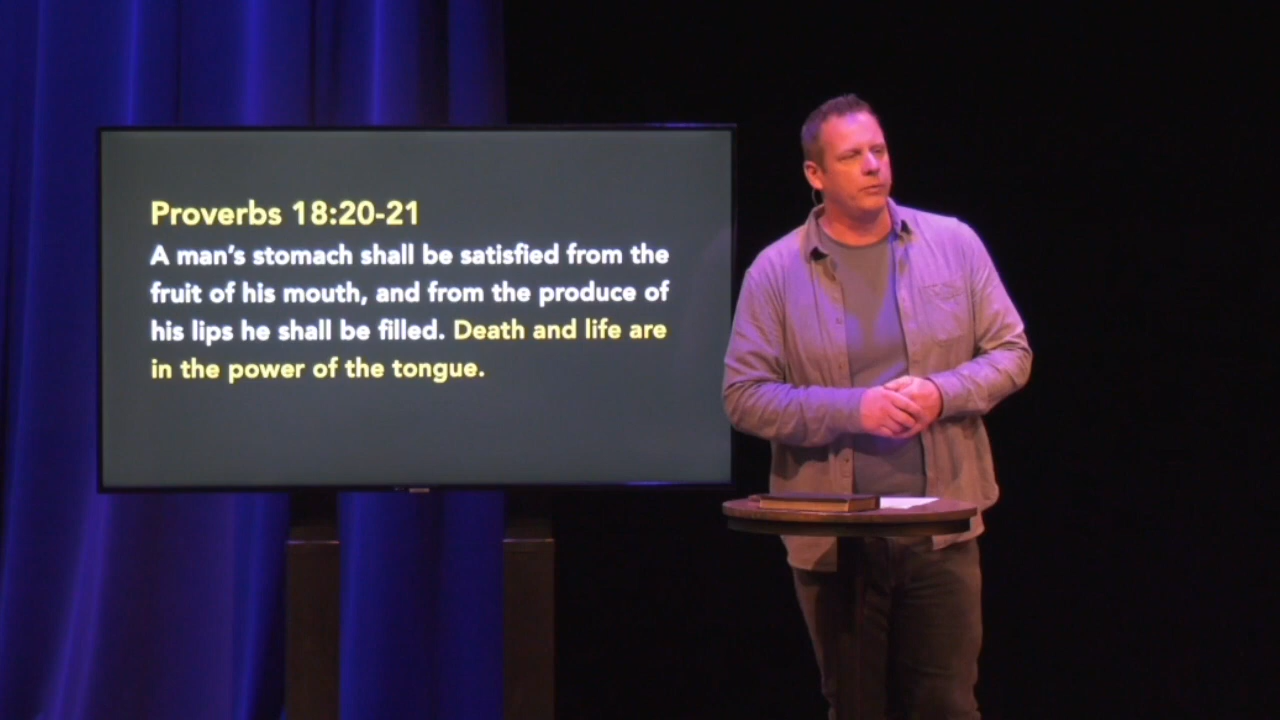 Proverbs 18:20-21
A man’s stomach shall be satisfied from the
fruit of his mouth, and from the produce of
his lips he shall be filled. Death and life are
in the power of the tongue.